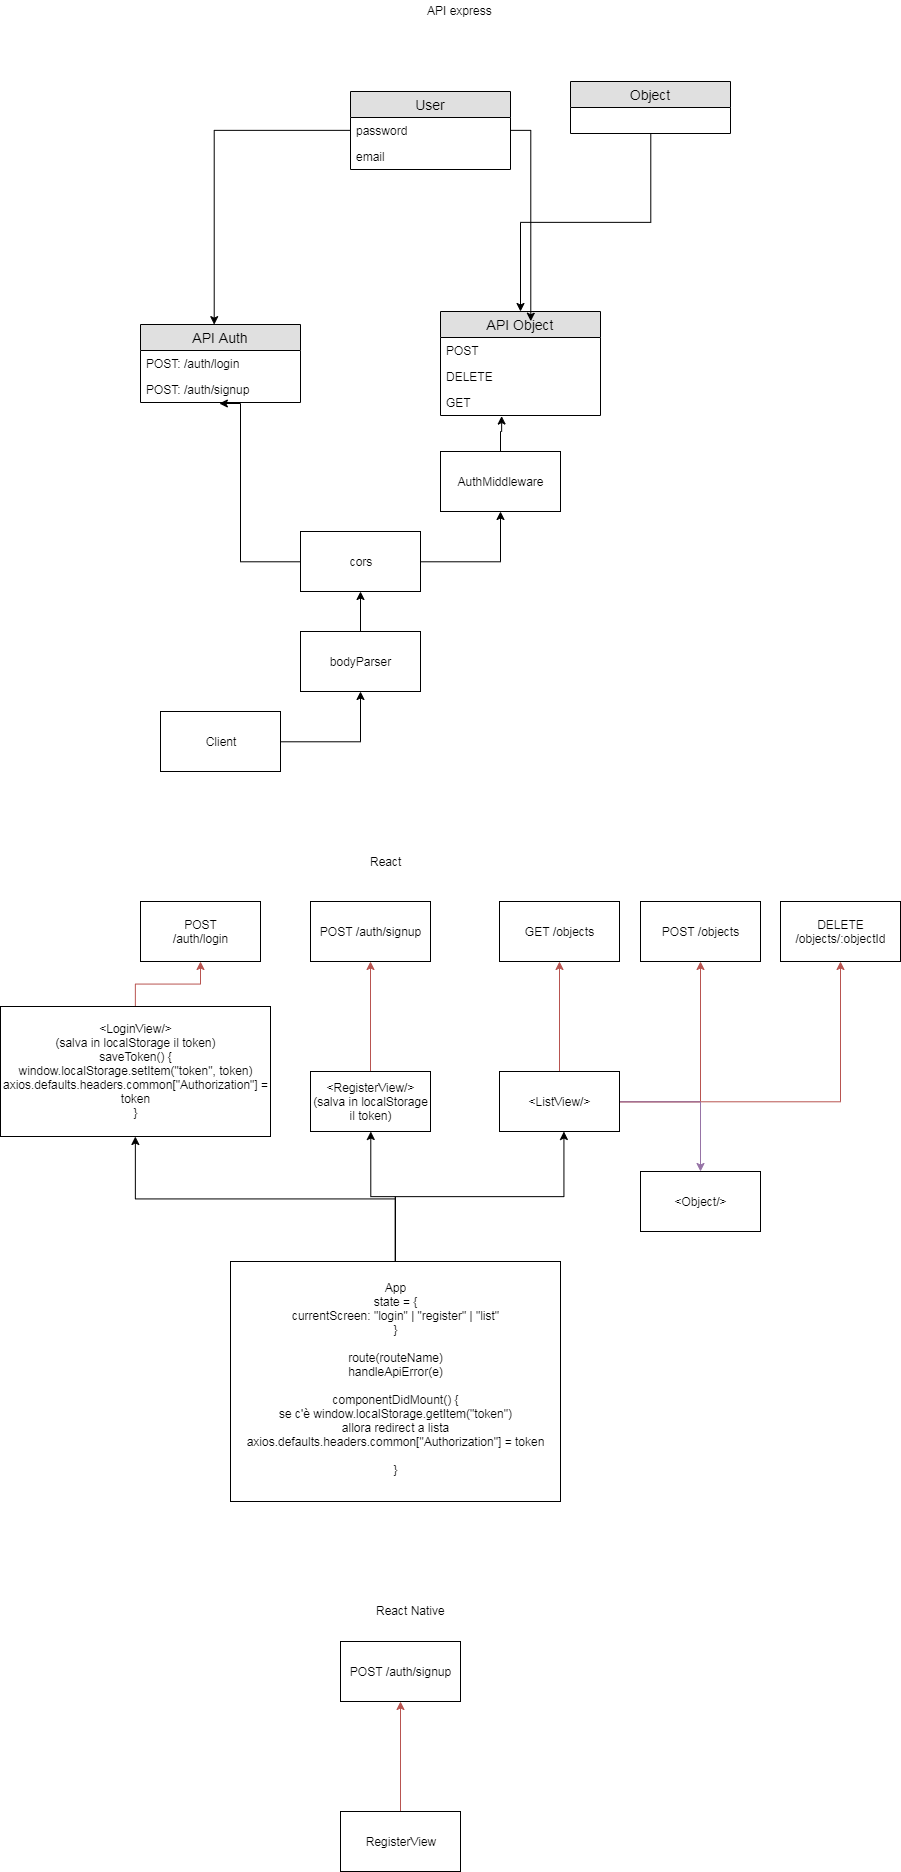 API express
User
password
email
Object
API Auth
POST: /auth/login
POST: /auth/signup
API Object
POST
DELETE
GET
AuthMiddleware
cors
bodyParser
Client
React
POST
/auth/login
POST /auth/signup
GET /objects
POST /objects
DELETE
/objects/:objectId
<LoginView/>
(salva in localStorage il token)
saveToken() {
window.localStorage.setItem("token", token)
axios.defaults.headers.common["Authorization"] =
token
}
<RegisterView/>
(salva in localStorage
il token)
<ListView/>
<Object/>
App
state = {
currentScreen: "login" | "register" | "list"
}
route(routeName)
handleApiError(e)
componentDidMount() {
se c'è window.localStorage.getItem("token")
allora redirect a lista
axios.defaults.headers.common["Authorization"] = token
}
React Native
POST /auth/signup
RegisterView